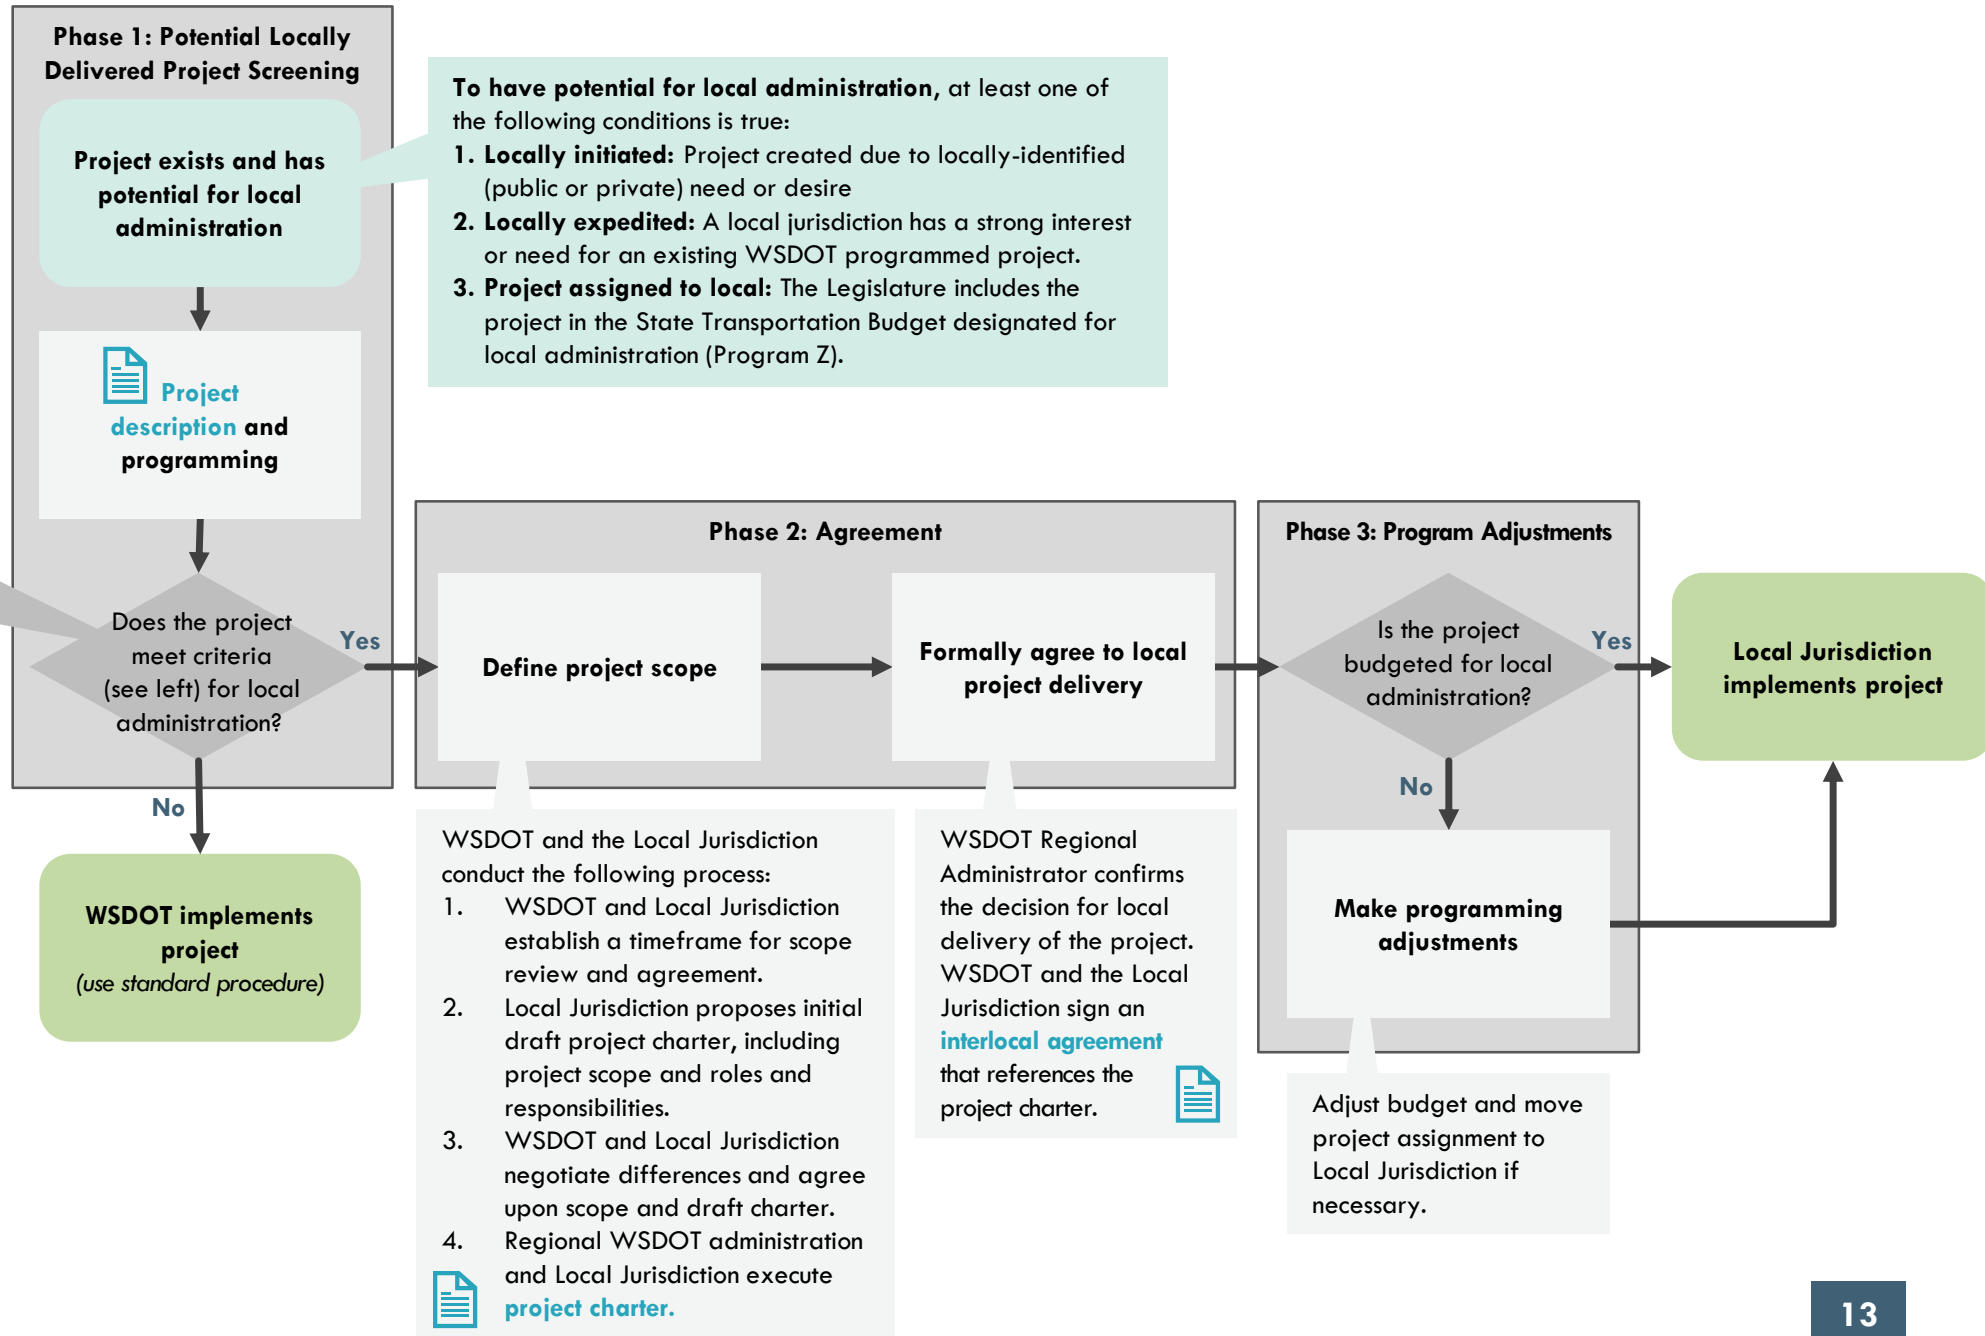 Phase 1: Potential Locally
Delivered Project Screening
Project exists and has
potential for local
administration
Project
description and
programming
Does the project
meet criteria
(see left) for local
administration?
Yes
No
WSDOT implements
project
(use standard procedure)
To have potential for local administration, at least one of
the following conditions is true:
1. Locally initiated: Project created due to locally-identified
(public or private) need or desire
2. Locally expedited: A local jurisdiction has a strong interest
or need for an existing WSDOT programmed project.
3. Project assigned to local: The Legislature includes the
project in the State Transportation Budget designated for
local administration (Program Z).
Phase 2: Agreement
Define project scope
Formally agree to local
project delivery
WSDOT and the Local Jurisdiction
conduct the following process:
1. WSDOT and Local Jurisdiction
establish a timeframe for scope
review and agreement.
2. Local Jurisdiction proposes initial
draft project charter, including
project scope and roles and
responsibilities.
3. WSDOT and Local Jurisdiction
negotiate differences and agree
upon scope and draft charter.
4. Regional WSDOT administration
and Local Jurisdiction execute
project charter.
WSDOT Regional
Administrator confirms
the decision for local
delivery of the project.
WSDOT and the Local
Jurisdiction sign an
interlocal agreement
that references the
project charter.
Phase 3: Program Adjustments
Is the project
budgeted for local
administration?
Yes
No
Make programming
adjustments
Adjust budget and move
project assignment to
Local Jurisdiction if
necessary.
Local Jurisdiction
implements project
13